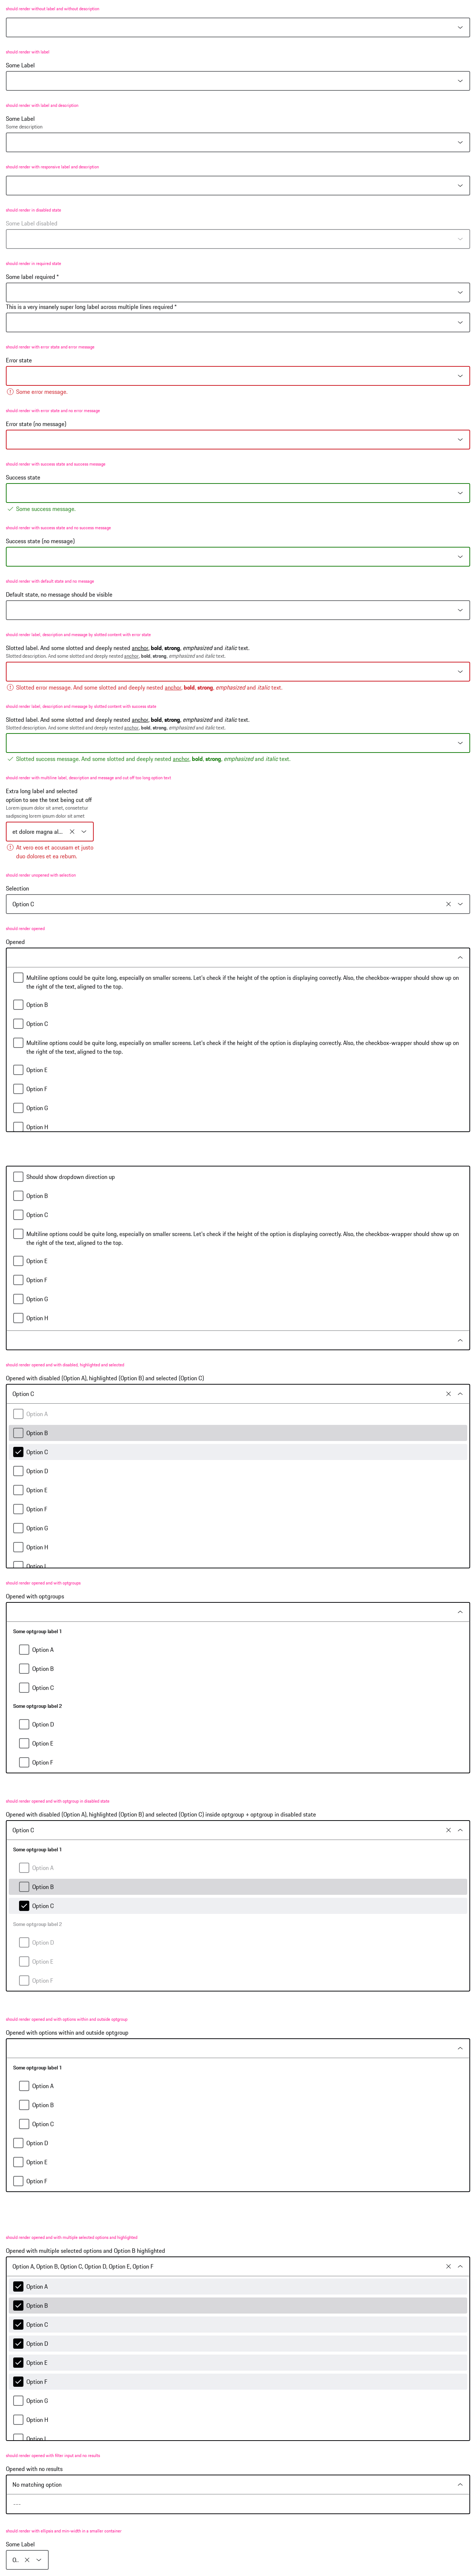 should render without label and without description
should render with label
Some Label
should render with label and description
Some Label
Some description
should render with responsive label and description
should render in disabled state
Some Label disabled
should render in required state
Some label required *
This is a very insanely super long label across multiple lines required *
should render with error state and error message
Error state
Some error message.
should render with error state and no error message
Error state (no message)
should render with success state and success message
Success state
Some success message.
should render with success state and no success message
Success state (no message)
should render with default state and no message
Default state, no message should be visible
should render label, description and message by slotted content with error state
Slotted label. And some slotted and deeply nested anchor, bold, strong, emphasized and italic text.
Slotted description. And some slotted and deeply nested anchor, bold, strong, emphasized and italic text.
Slotted error message. And some slotted and deeply nested anchor, bold, strong, emphasized and italic text.
should render label, description and message by slotted content with success state
Slotted label. And some slotted and deeply nested anchor, bold, strong, emphasized and italic text.
Slotted description. And some slotted and deeply nested anchor, bold, strong, emphasized and italic text.
Slotted success message. And some slotted and deeply nested anchor, bold, strong, emphasized and italic text.
should render with multiline label, description and message and cut off too long option text
Extra long label and selected
option to see the text being cut off
Lorem ipsum dolor sit amet, consetetur
sadipscing lorem ipsum dolor sit amet
et dolore magna al...
At vero eos et accusam et justo
duo dolores et ea rebum.
should render unopened with selection
Selection
Option C
should render opened
Opened
Multiline options could be quite long, especially on smaller screens. Let's check if the height of the option is displaying correctly. Also, the checkbox-wrapper should show up on
the right of the text, aligned to the top.
Option B
Option C
Multiline options could be quite long, especially on smaller screens. Let's check if the height of the option is displaying correctly. Also, the checkbox-wrapper should show up on
the right of the text, aligned to the top.
Option E
Option F
Option G
Option H
Should show dropdown direction up
Option B
Option C
Multiline options could be quite long, especially on smaller screens. Let's check if the height of the option is displaying correctly. Also, the checkbox-wrapper should show up on
the right of the text, aligned to the top.
Option E
Option F
Option G
Option H
should render opened and with disabled, highlighted and selected
Opened with disabled (Option A), highlighted (Option B) and selected (Option C)
Option C
Option A
Option B
Option C
Option D
Option E
Option F
Option G
Option H
Option I
should render opened and with optgroups
Opened with optgroups
Some optgroup label 1
Option A
Option B
Option C
Some optgroup label 2
Option D
Option E
Option F
should render opened and with optgroup in disabled state
Opened with disabled (Option A), highlighted (Option B) and selected (Option C) inside optgroup + optgroup in disabled state
Option C
Some optgroup label 1
Option A
Option B
Option C
Some optgroup label 2
Option D
Option E
Option F
should render opened and with options within and outside optgroup
Opened with options within and outside optgroup
Some optgroup label 1
Option A
Option B
Option C
Option D
Option E
Option F
should render opened and with multiple selected options and highlighted
Opened with multiple selected options and Option B highlighted
Option A, Option B, Option C, Option D, Option E, Option F
Option A
Option B
Option C
Option D
Option E
Option F
Option G
Option H
Option I
should render opened with filter input and no results
Opened with no results
No matching option
---
should render with ellipsis and min-width in a smaller container
Some Label
O..